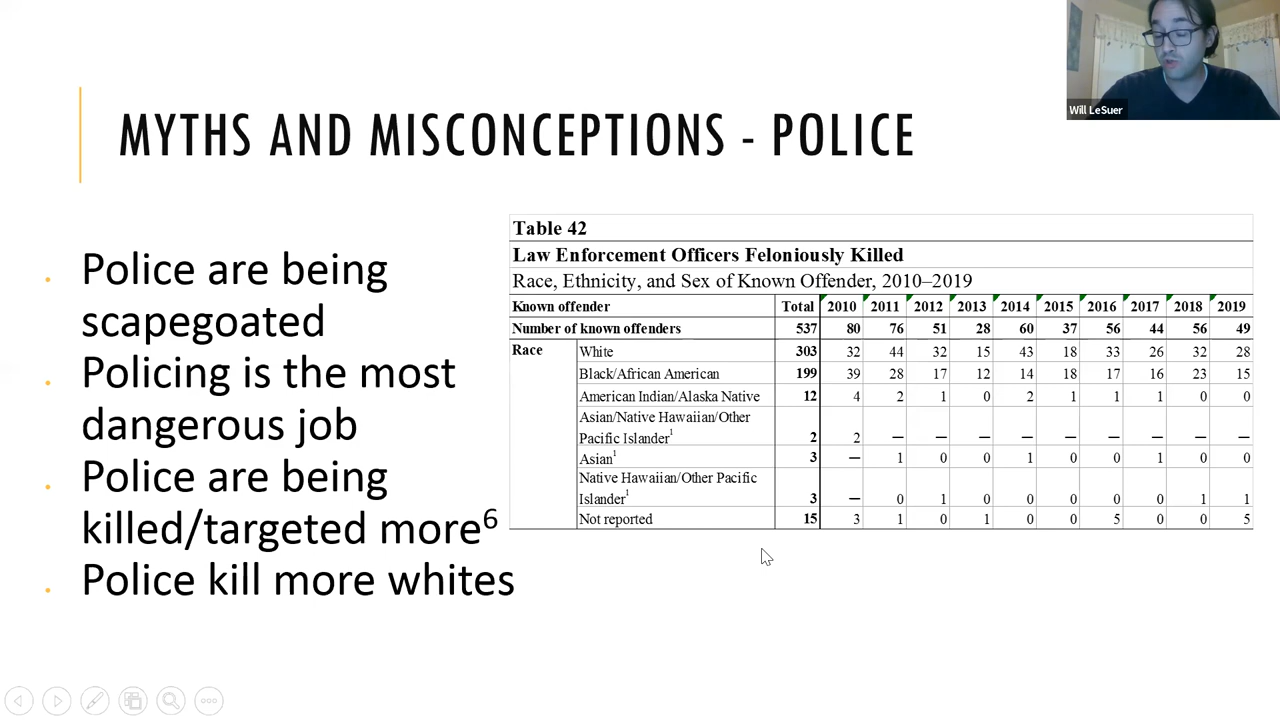 Will LeSuer
MYTHS AND MISCONCEPTIONS - POLICE
Police are being
scapegoated
Policing is the most
dangerous job
Police are being
killed/targeted more6
Police kill more whites
Table 42
Law Enforcement Officers Feloniously Killed
Race, Ethnicity, and Sex of Known Offender, 2010–2019
Known offender Total 2010 2011 2012 2013 2014 2015 2016 2017 2018 2019
Number of known offenders 537 80 76 51 28 60 37 56 44 56 49
Race White 303 32 44 32 15 43 18 33 26 32 28
Black/African American 199 39 28 17 12 14 18 17 16 23 15
American Indian/Alaska Native 12 4 2 1 0 2 1 1 1 0 0
Asian/Native Hawaiian/Other
Pacific Islander1 2 2 — — — — — — — — —
Asian1 3 — 1 0 0 1 0 0 1 0 0
Native Hawaiian/Other Pacific
Islander1 3 — 0 1 0 0 0 0 0 1 1
Not reported 15 3 1 0 1 0 0 5 0 0 5